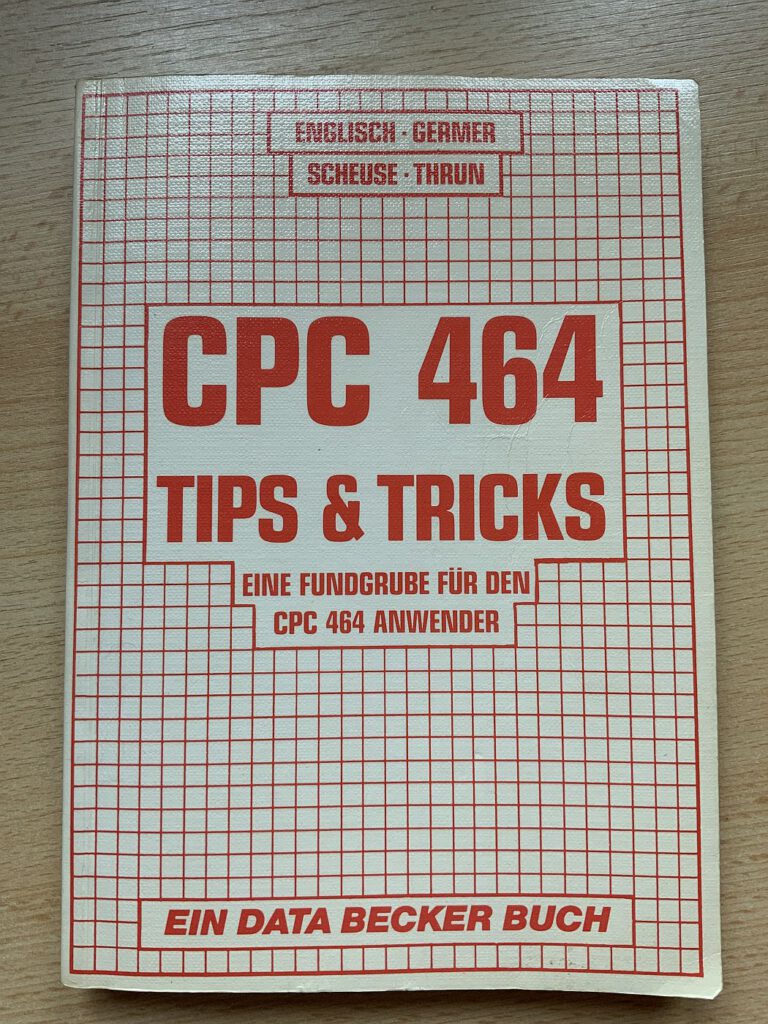 ENGLISCH · GERMER
SCHEUSE · THRUN
CPC 464
TIPS & TRICKS
EINE FUNDGRUBE FÜR DEN
CPC 464 ANWENDER
EIN DATA BECKER BUCH